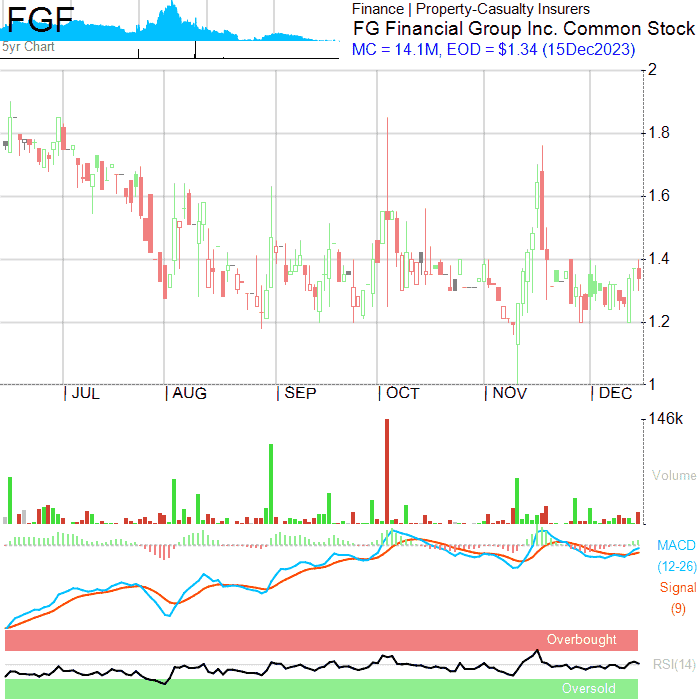 FGF
5yr Chart
Finance | Property-Casualty Insurers
FG Financial Group Inc. Common Stock
MC = 14.1M, EOD = $1.34 (15Dec2023)
2
1.8
1.6
1.4
1.2
1
JUL
AUG
SEP
OCT
NOV
DEC
146k
Volume
MACD
(12-26)
Signal
(9)
Overbought
RSI(14)
Oversold